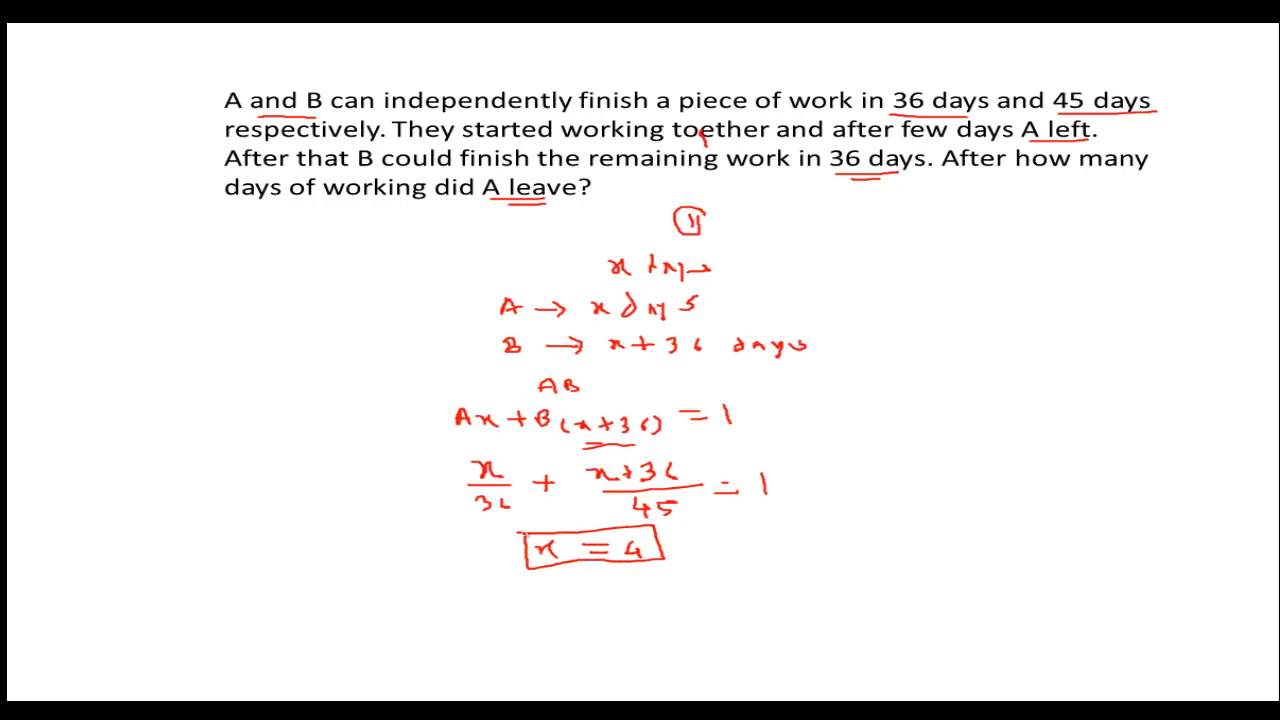 A and B can independently finish a piece of work in 36 days and 45 days
respectively. They started working together and after few days A left.
After that B could finish the remaining work in 36 days. After how many
days of working did A leave?
x days
A → x days
B → x + 36 days
AB
Ax + B(x+36) = 1
x/36 + x+36/45 = 1
x = 4